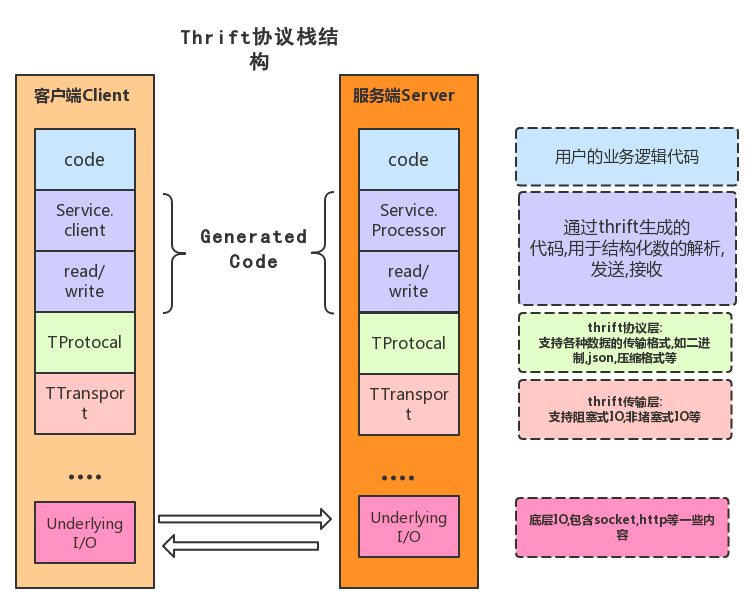 Thrift协议栈结
构
客户端Client
code
Service.
client
read/
write
TProtocal
TTranspor
t
....
Underlying
I/O
Generated
Code
服务端Server
code
Service.
Processor
read/
write
TProtocal
TTranspor
t
....
Underlying
I/O
用户的业务逻辑代码
通过thrift生成的
代码,用于结构化数的解析,
发送,接收
thrift协议层:
支持各种数据的传输格式,如二进
制,json,压缩格式等
thrift传输层:
支持阻塞式IO,非堵塞式IO等
底层IO,包含socket,http等一些内
容